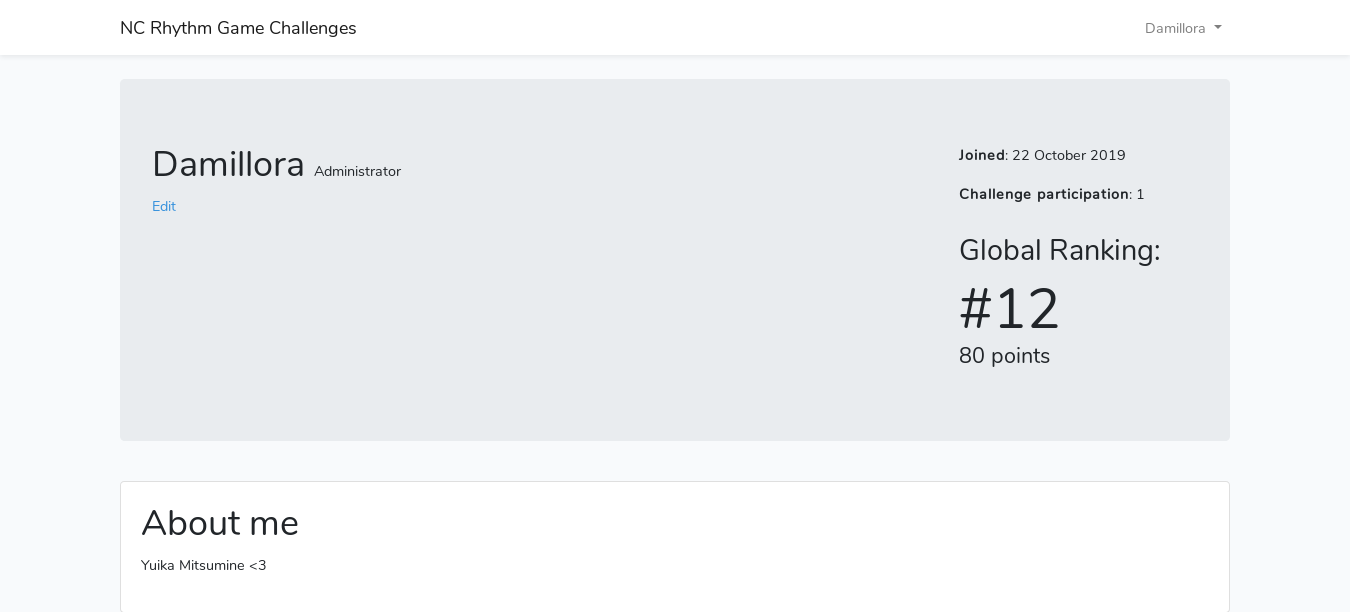 NC Rhythm Game Challenges
Damillora
Damillora Administrator
Edit
Joined: 22 October 2019
Challenge participation: 1
Global Ranking:
#12
80 points
About me
Yuika Mitsumine <3